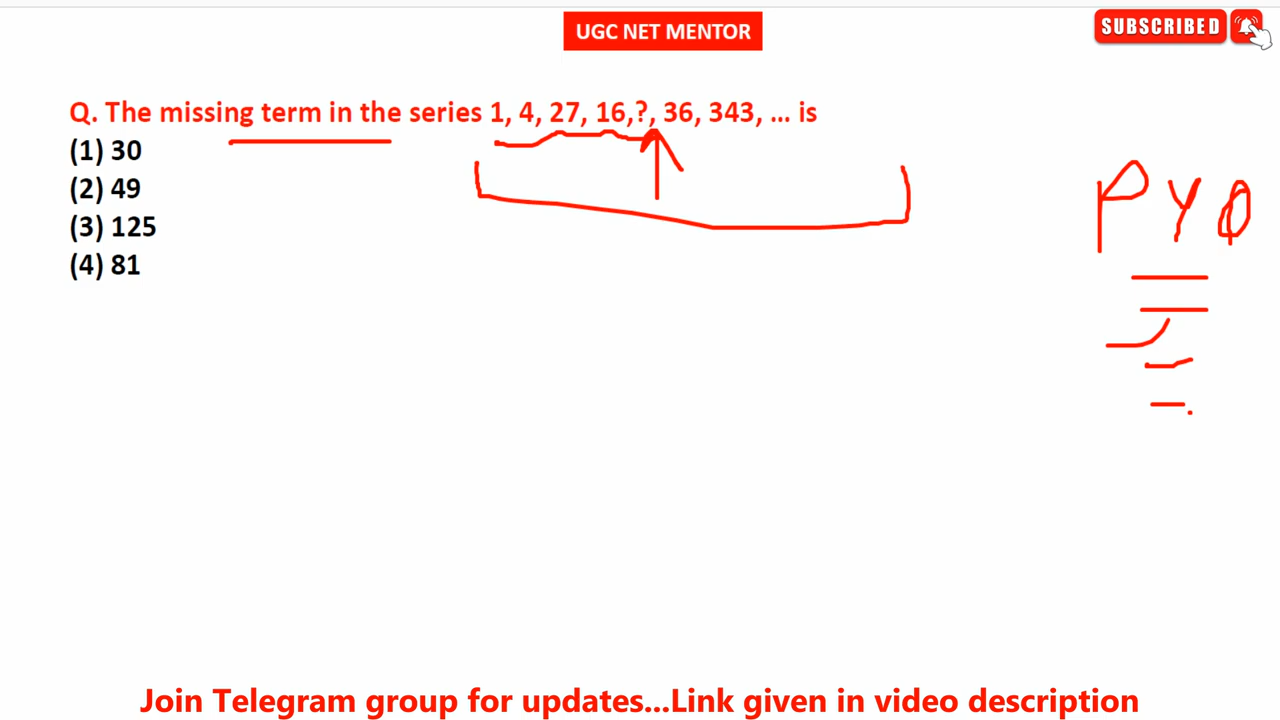 UGC NET MENTOR
SUBSCRIBED
Q. The missing term in the series 1, 4, 27, 16,?, 36, 343, ... is
(1) 30
(2) 49
(3) 125
(4) 81
PYQ
Join Telegram group for updates...Link given in video description